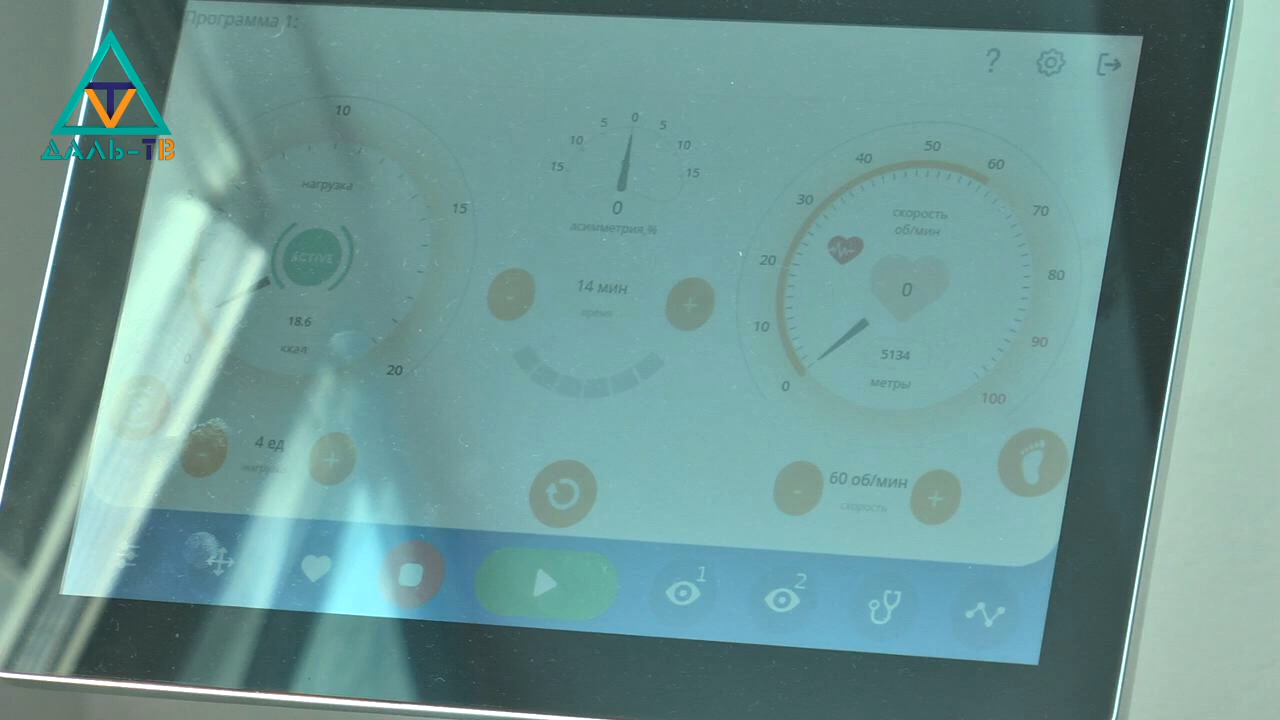 Программа 1:
?
ДАЛЬ-ТВ
TV
10
15
20
0
нагрузка
ACTIVE
18.6
ккал
15 10 5 0 5 10 15
0
асимметрия,%
- 14 мин +
время
0 10 20 30 40 50 60 70 80 90 100
скорость
об/мин
0
5134
метры
- 4 ед +
нагрузка
- 60 об/мин +
скорость
1
2